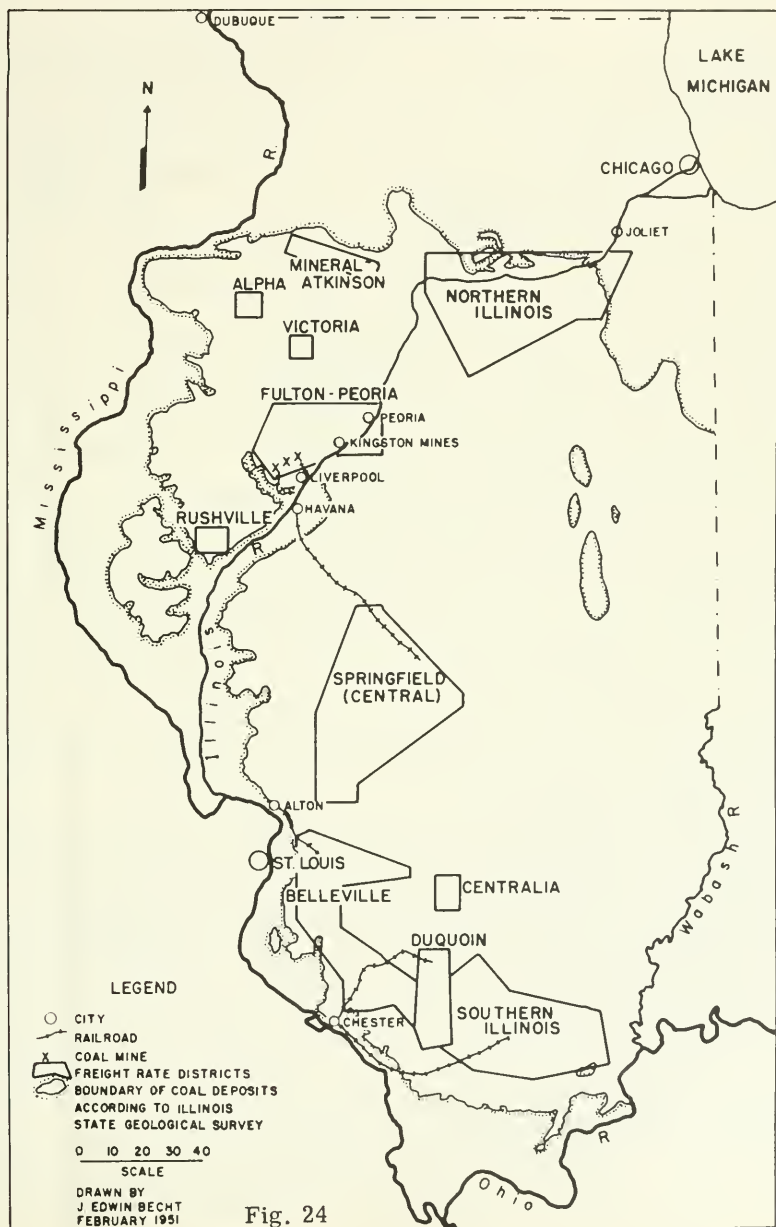 DUBUQUE
LAKE
MICHIGAN
N
R.
CHICAGO
JOLIET
MINERAL
ATKINSON
ALPHA
NORTHERN
ILLINOIS
VICTORIA
FULTON - PEORIA
PEORIA
KINGSTON MINES
X X X
LIVERPOOL
HAVANA
Mississippi
RUSHVILLE
R
Illinois
SPRINGFIELD
(CENTRAL)
ALTON
ST. LOUIS
BELLEVILLE
CENTRALIA
Wabash R
DUQUOIN
SOUTHERN
ILLINOIS
CHESTER
R
Ohio
LEGEND
CITY
RAILROAD
X COAL MINE
FREIGHT RATE DISTRICTS
BOUNDARY OF COAL DEPOSITS
ACCORDING TO ILLINOIS
STATE GEOLOGICAL SURVEY
0 10 20 30 40
SCALE
DRAWN BY
J. EDWIN BECHT
FEBRUARY 1951
Fig. 24